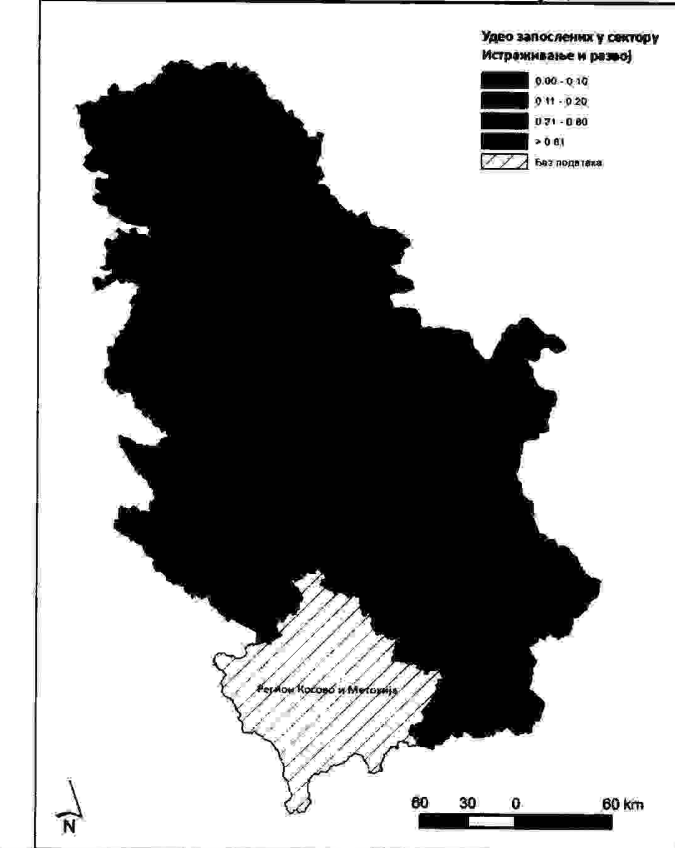 Удео запослених у сектору
Истраживање и развој
0.00 - 0.10
0.11 - 0.20
0.21 - 0.60
> 0.61
Без података
Регион Косово и Метохија
60 30 0 60 km
N